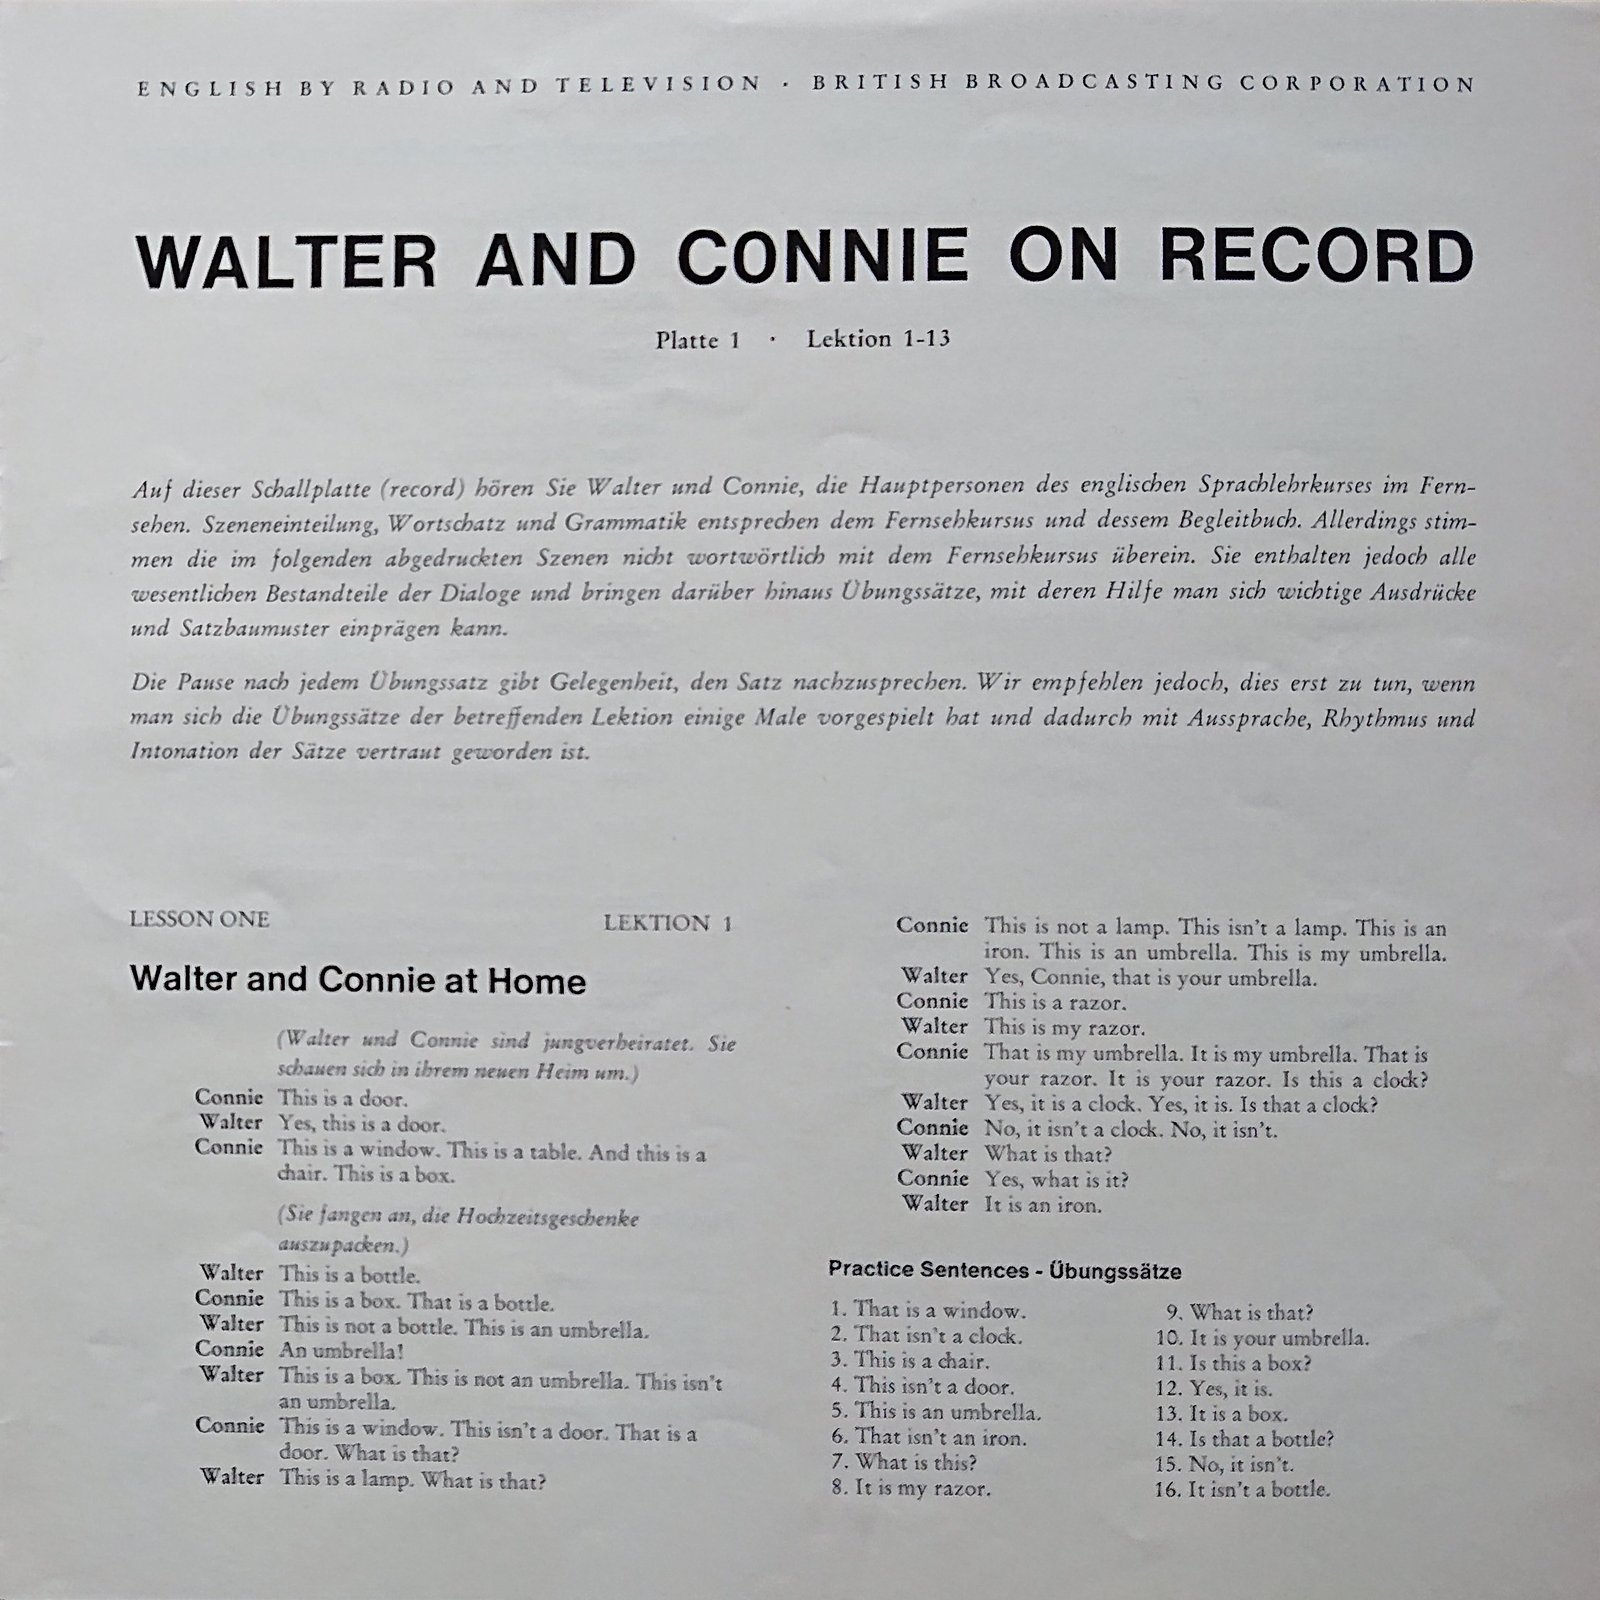 ENGLISH BY RADIO AND TELEVISION · BRITISH BROADCASTING CORPORATION
WALTER AND CONNIE ON RECORD
Platte 1 · Lektion 1-13
Auf dieser Schallplatte (record) hören Sie Walter und Connie, die Hauptpersonen des englischen Sprachlehrkurses im Fern-
sehen. Szeneneinteilung, Wortschatz und Grammatik entsprechen dem Fernsehkursus und dessem Begleitbuch. Allerdings stim-
men die im folgenden abgedruckten Szenen nicht wortwörtlich mit dem Fernsehkursus überein. Sie enthalten jedoch alle
wesentlichen Bestandteile der Dialoge und bringen darüber hinaus Übungssätze, mit deren Hilfe man sich wichtige Ausdrücke
und Satzbaumuster einprägen kann.
Die Pause nach jedem Übungssatz gibt Gelegenheit, den Satz nachzusprechen. Wir empfehlen jedoch, dies erst zu tun, wenn
man sich die Übungssätze der betreffenden Lektion einige Male vorgespielt hat und dadurch mit Aussprache, Rhythmus und
Intonation der Sätze vertraut geworden ist.
LESSON ONE LEKTION 1
Walter and Connie at Home
(Walter und Connie sind jungverheiratet. Sie
schauen sich in ihrem neuen Heim um.)
Connie This is a door.
Walter Yes, this is a door.
Connie This is a window. This is a table. And this is a
chair. This is a box.
(Sie fangen an, die Hochzeitsgeschenke
auszupacken.)
Walter This is a bottle.
Connie This is a box. That is a bottle.
Walter This is not a bottle. This is an umbrella.
Connie An umbrella!
Walter This is a box. This is not an umbrella. This isn't
an umbrella.
Connie This is a window. This isn't a door. That is a
door. What is that?
Walter This is a lamp. What is that?
Connie This is not a lamp. This isn't a lamp. This is an
iron. This is an umbrella. This is my umbrella.
Walter Yes, Connie, that is your umbrella.
Connie This is a razor.
Walter This is my razor.
Connie That is my umbrella. It is my umbrella. That is
your razor. It is your razor. Is this a clock?
Walter Yes, it is a clock. Yes, it is. Is that a clock?
Connie No, it isn't a clock. No, it isn't.
Walter What is that?
Connie Yes, what is it?
Walter It is an iron.
Practice Sentences - Übungssätze
1. That is a window.
2. That isn't a clock.
3. This is a chair.
4. This isn't a door.
5. This is an umbrella.
6. That isn't an iron.
7. What is this?
8. It is my razor.
9. What is that?
10. It is your umbrella.
11. Is this a box?
12. Yes, it is.
13. It is a box.
14. Is that a bottle?
15. No, it isn't.
16. It isn't a bottle.